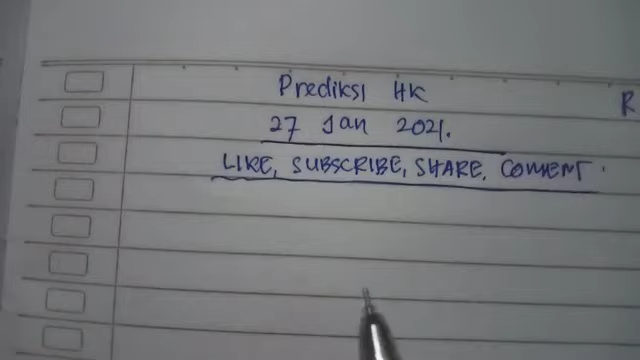 Prediksi HK
R
27 Jan 2021.
LIKE, SUBSCRIBE, SHARE, COMMENT.